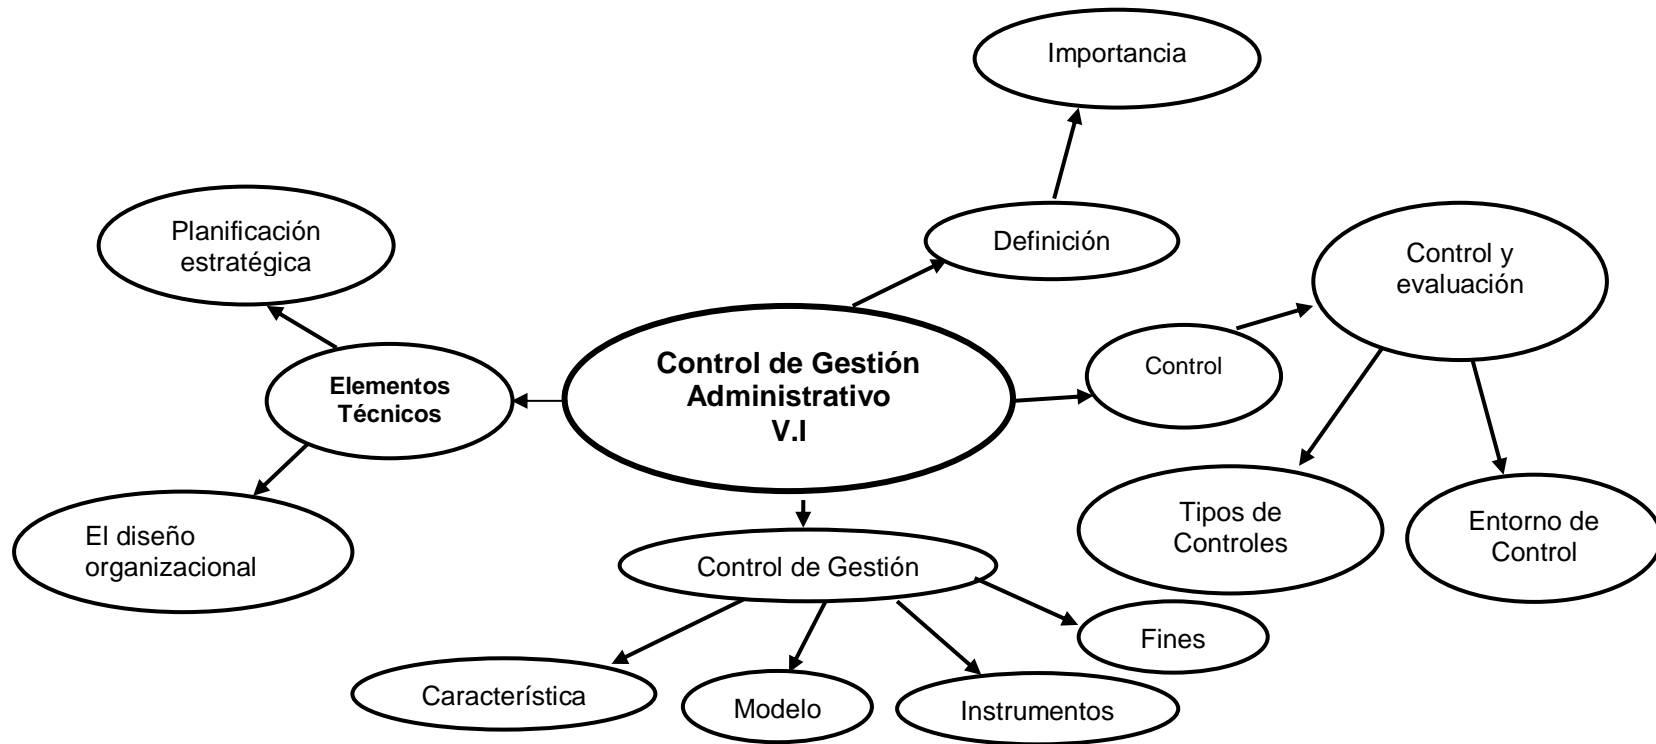 Importancia
Definición
Planificación
estratégica
Control y
evaluación
Control de Gestión
Administrativo
V.I
Control
Elementos
Técnicos
Tipos de
Controles
Entorno de
Control
El diseño
organizacional
Control de Gestión
Fines
Característica
Modelo
Instrumentos